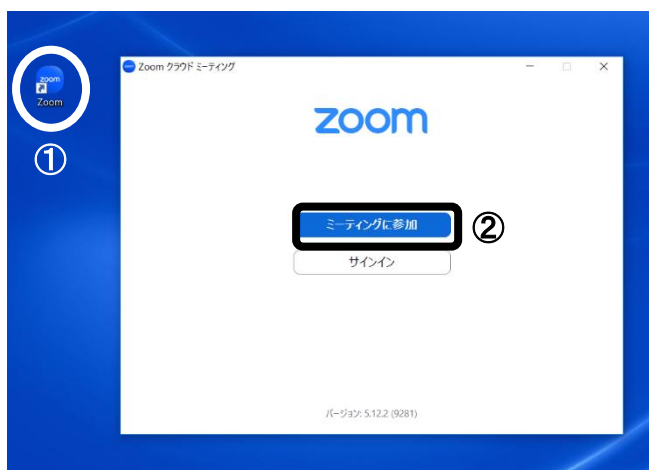 zoom
Zoom
①
Zoom クラウド ミーティング
zoom
ミーティングに参加
②
サインイン
バージョン: 5.12.2 (9281)